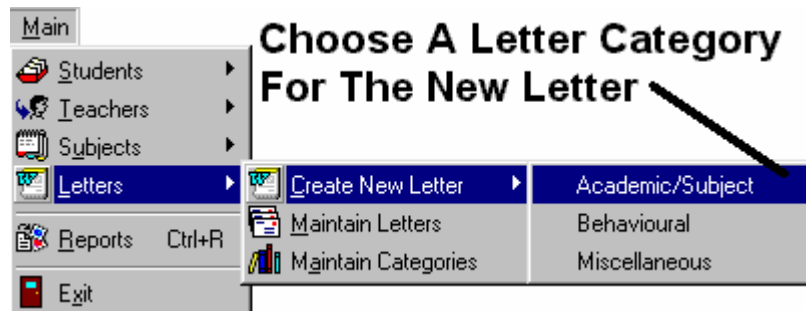 Main
Choose A Letter Category
For The New Letter
Students
Teachers
Subjects
Letters
Create New Letter
Academic/Subject
Maintain Letters
Behavioural
Reports Ctrl+R
Maintain Categories
Miscellaneous
Exit